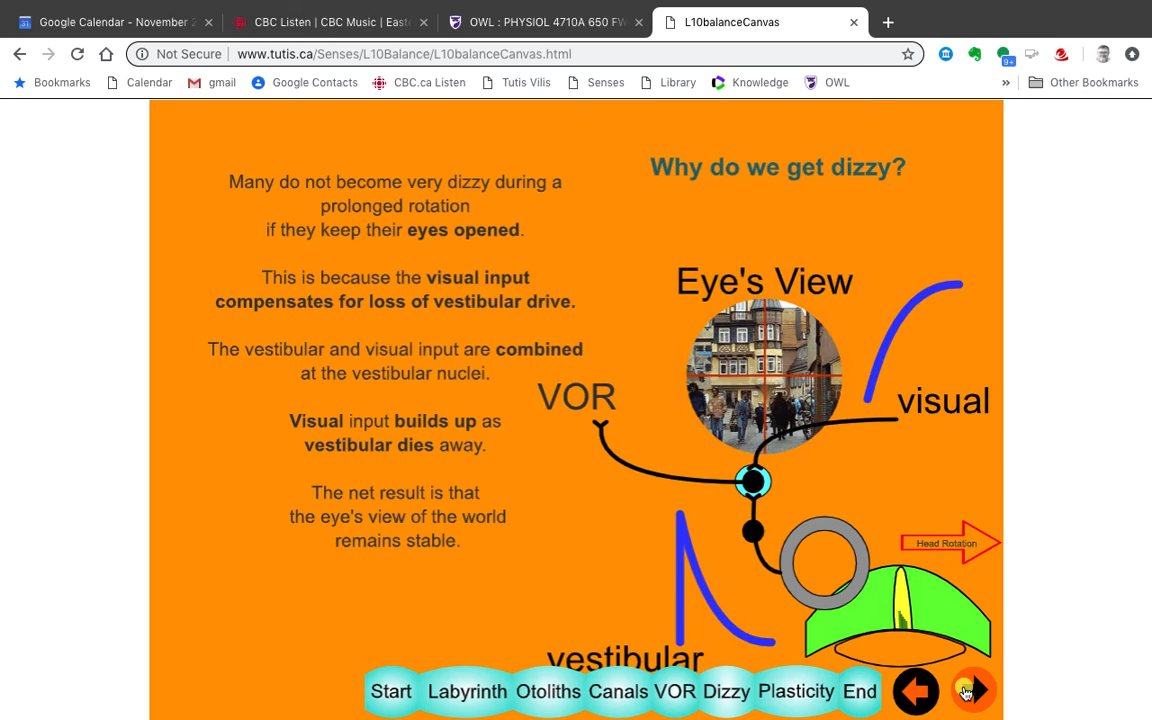 Google Calendar - November 2
CBC Listen | CBC Music | Easte
OWL : PHYSIOL 4710A 650 FW
L10balanceCanvas
Not Secure
www.tutis.ca/Senses/L10Balance/L10balanceCanvas.html
9+
Bookmarks
Calendar
gmail
Google Contacts
CBC.ca Listen
Tutis Vilis
Senses
Library
Knowledge
OWL
»
Other Bookmarks
Why do we get dizzy?
Many do not become very dizzy during a
prolonged rotation
if they keep their eyes opened.
This is because the visual input
compensates for loss of vestibular drive.
The vestibular and visual input are combined
at the vestibular nuclei.
Visual input builds up as
vestibular dies away.
The net result is that
the eye's view of the world
remains stable.
Eye's View
VOR
visual
Head Rotation
vestibular
Start
Labyrinth
Otoliths
Canals
VOR
Dizzy
Plasticity
End